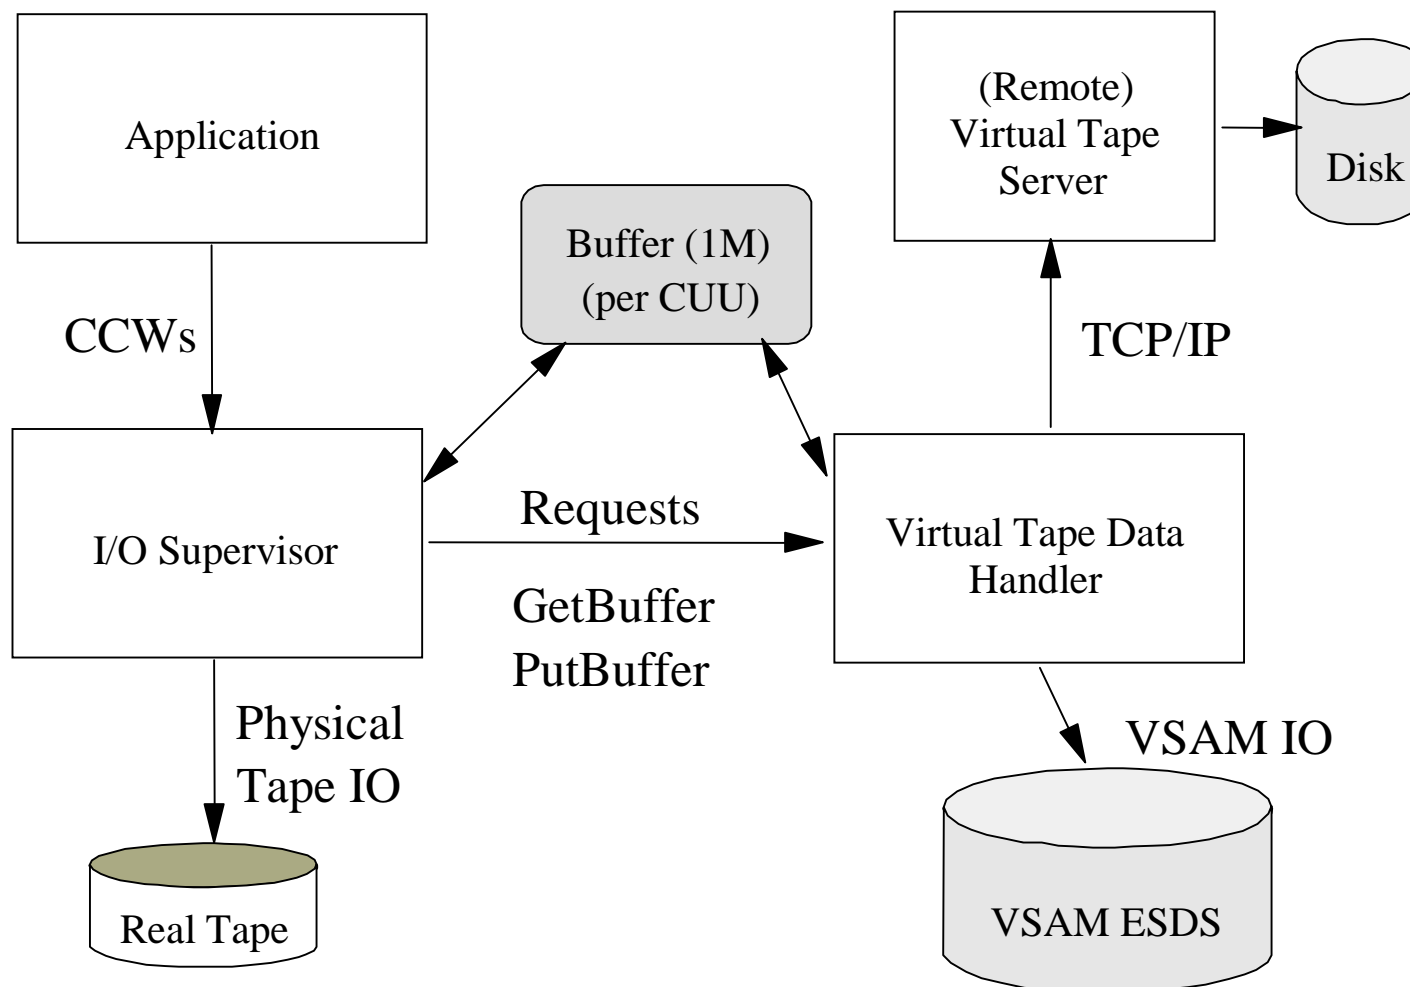 Application
(Remote)
Virtual Tape
Server
Disk
Buffer (1M)
(per CUU)
CCWs
TCP/IP
I/O Supervisor
Requests
GetBuffer
PutBuffer
Virtual Tape Data
Handler
Physical
Tape IO
VSAM IO
Real Tape
VSAM ESDS